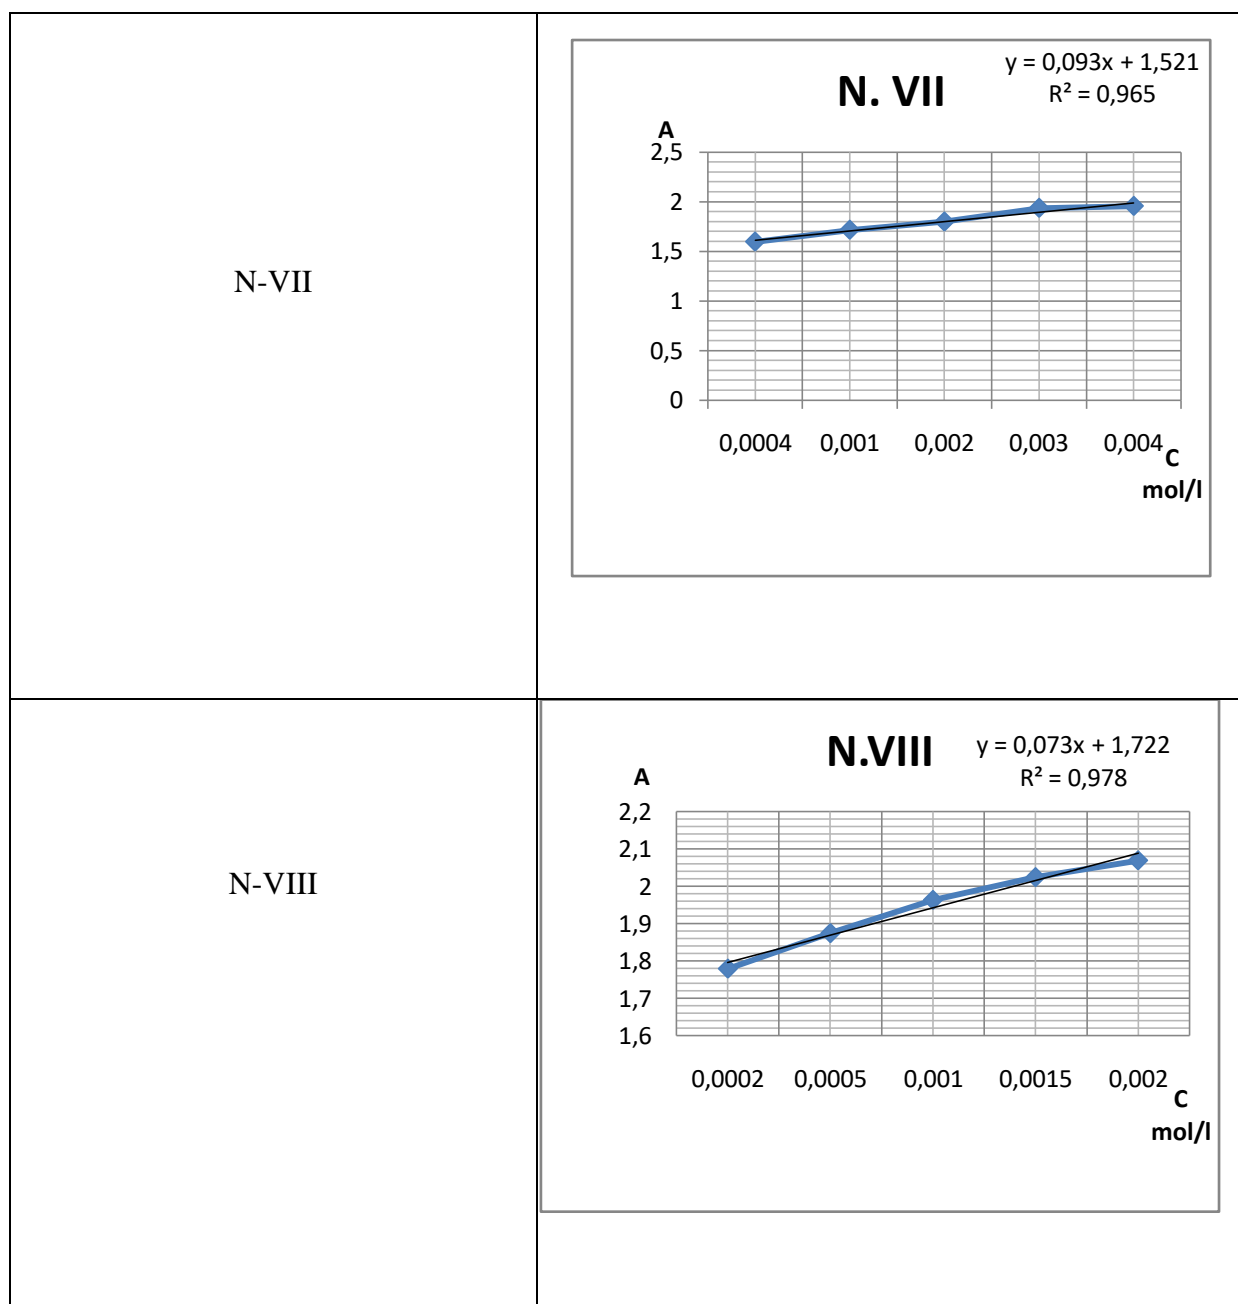 N-VII
N. VII
y = 0,093x + 1,521
R² = 0,965
A
2,5
2
1,5
1
0,5
0
0,0004 0,001 0,002 0,003 0,004
C
mol/l
N-VIII
N.VIII
y = 0,073x + 1,722
R² = 0,978
A
2,2
2,1
2
1,9
1,8
1,7
1,6
0,0002 0,0005 0,001 0,0015 0,002
C
mol/l